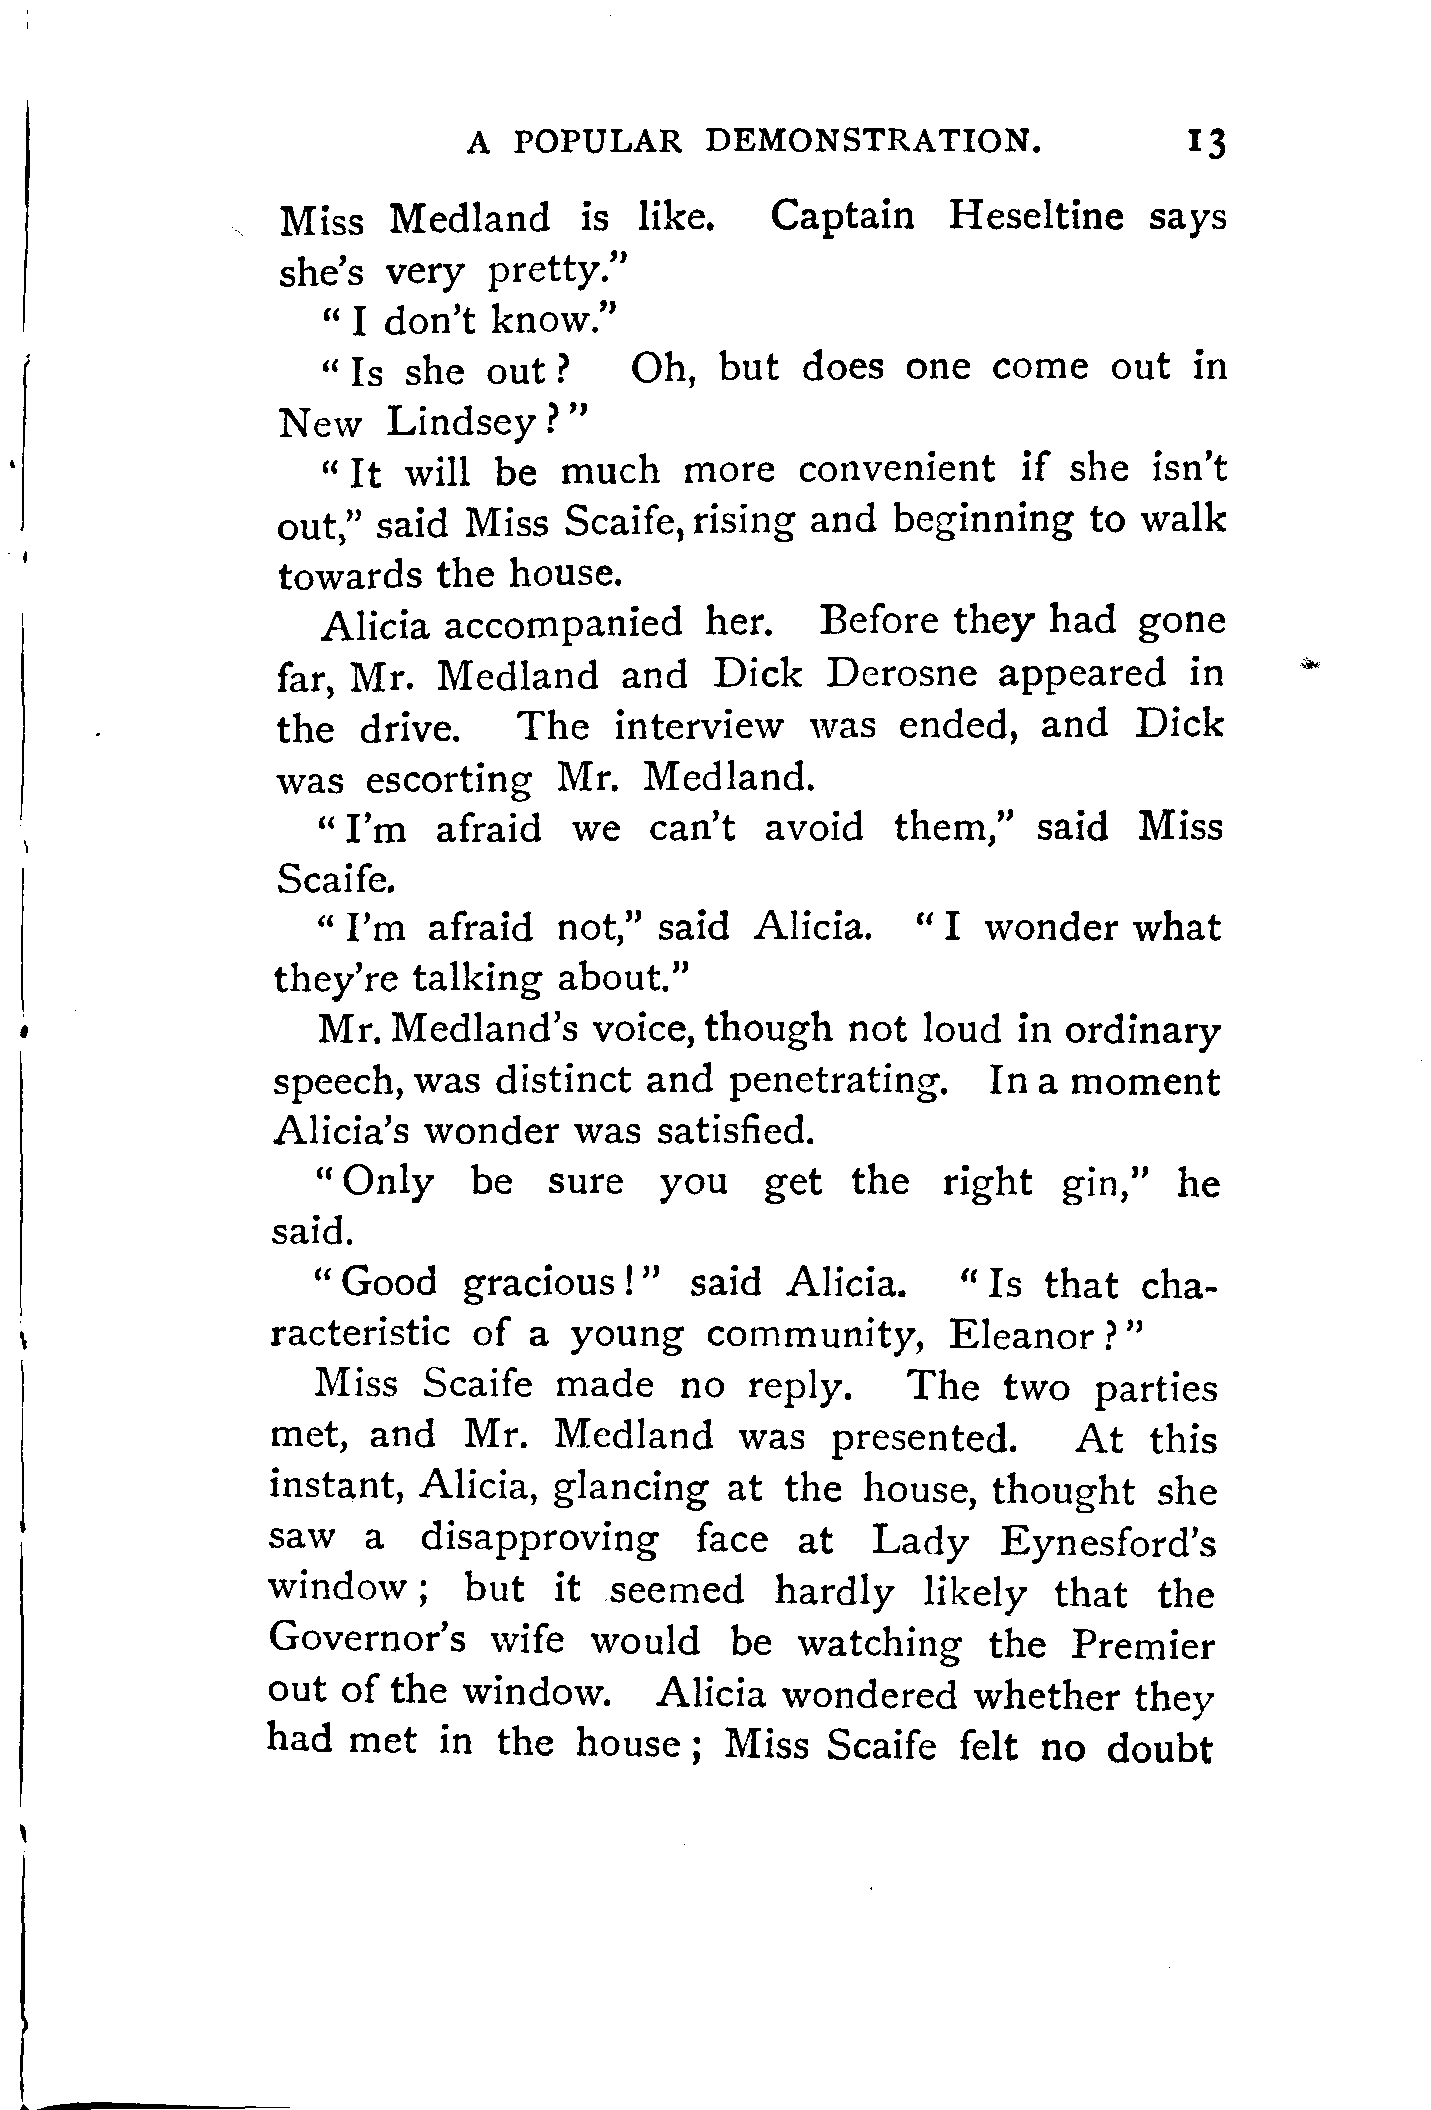 A POPULAR DEMONSTRATION. 13
Miss Medland is like. Captain Heseltine says
she's very pretty."
"I don't know."
"Is she out? Oh, but does one come out in
New Lindsey?"
"It will be much more convenient if she isn't
out," said Miss Scaife, rising and beginning to walk
towards the house.
Alicia accompanied her. Before they had gone
far, Mr. Medland and Dick Derosne appeared in
the drive. The interview was ended, and Dick
was escorting Mr. Medland.
"I'm afraid we can't avoid them," said Miss
Scaife.
"I'm afraid not," said Alicia. "I wonder what
they're talking about."
Mr. Medland's voice, though not loud in ordinary
speech, was distinct and penetrating. In a moment
Alicia's wonder was satisfied.
"Only be sure you get the right gin," he
said.
"Good gracious!" said Alicia. "Is that cha-
racteristic of a young community, Eleanor?"
Miss Scaife made no reply. The two parties
met, and Mr. Medland was presented. At this
instant, Alicia, glancing at the house, thought she
saw a disapproving face at Lady Eynesford's
window; but it seemed hardly likely that the
Governor's wife would be watching the Premier
out of the window. Alicia wondered whether they
had met in the house; Miss Scaife felt no doubt